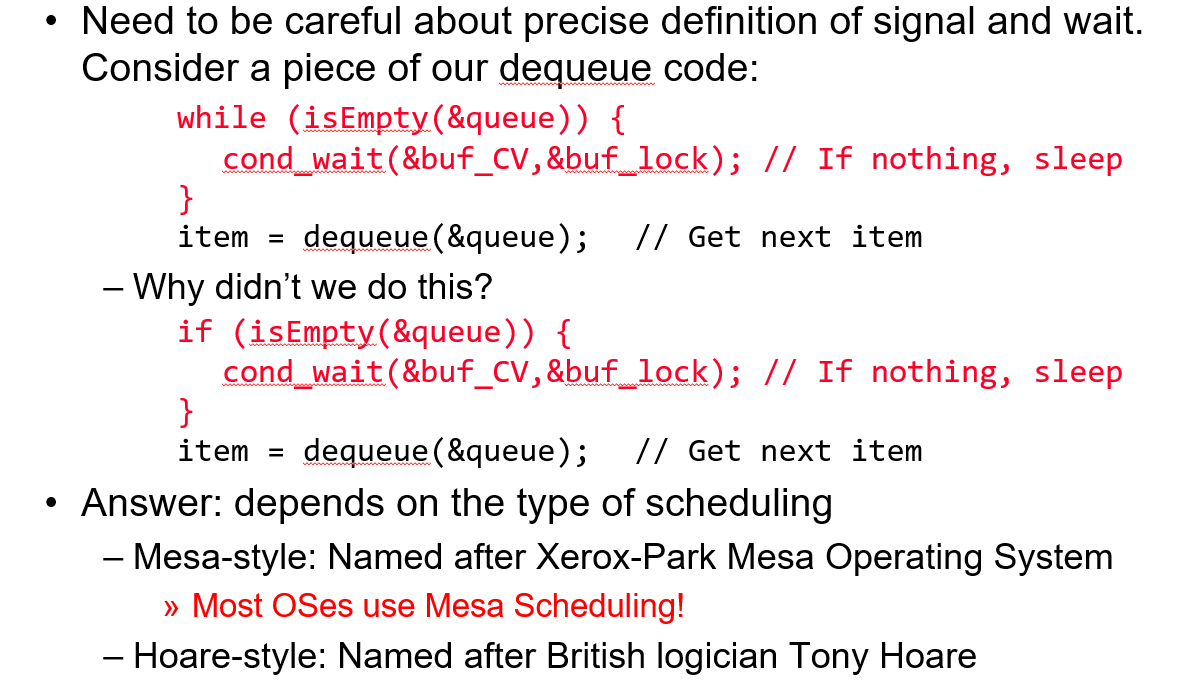 • Need to be careful about precise definition of signal and wait.
Consider a piece of our dequeue code:
while (isEmpty(&queue)) {
cond_wait(&buf_CV,&buf_lock); // If nothing, sleep
}
item = dequeue(&queue); // Get next item
– Why didn’t we do this?
if (isEmpty(&queue)) {
cond_wait(&buf_CV,&buf_lock); // If nothing, sleep
}
item = dequeue(&queue); // Get next item
• Answer: depends on the type of scheduling
– Mesa-style: Named after Xerox-Park Mesa Operating System
» Most OSes use Mesa Scheduling!
– Hoare-style: Named after British logician Tony Hoare